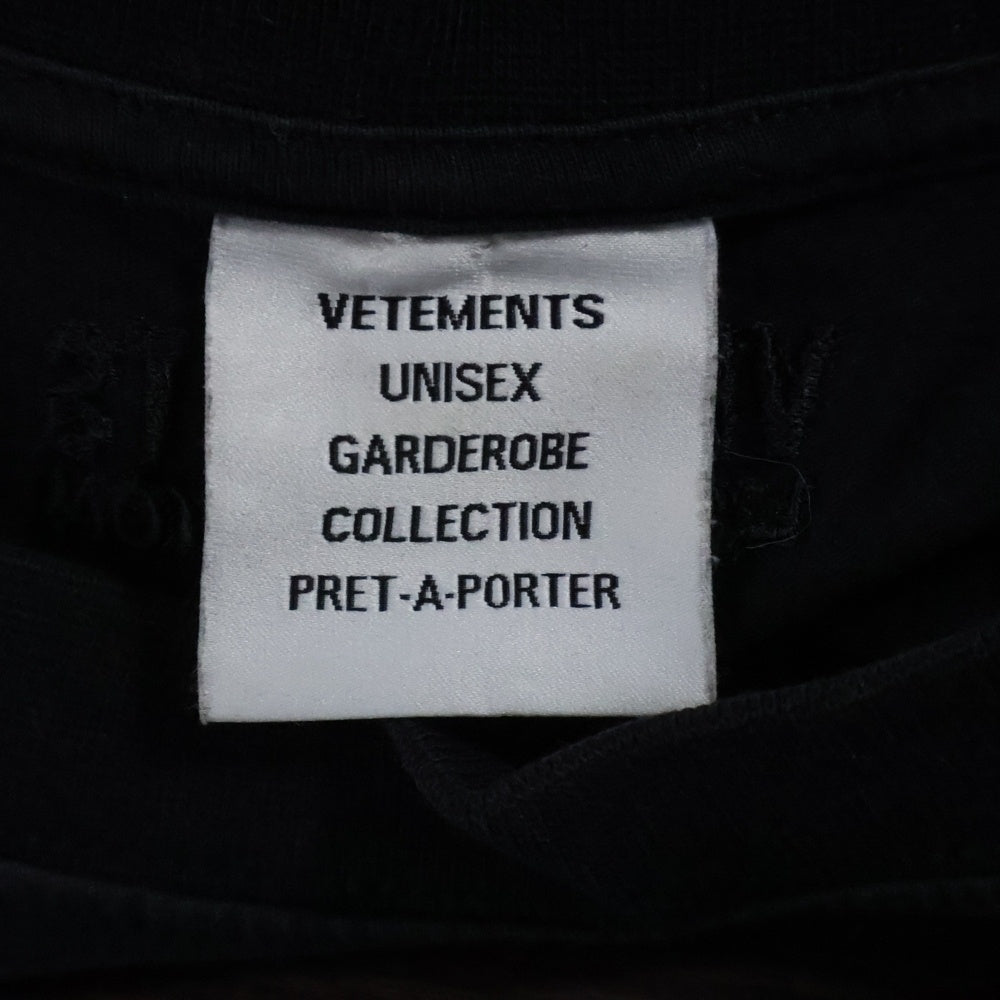 VETEMENTS
UNISEX
GARDEROBE
COLLECTION
PRET-A-PORTER